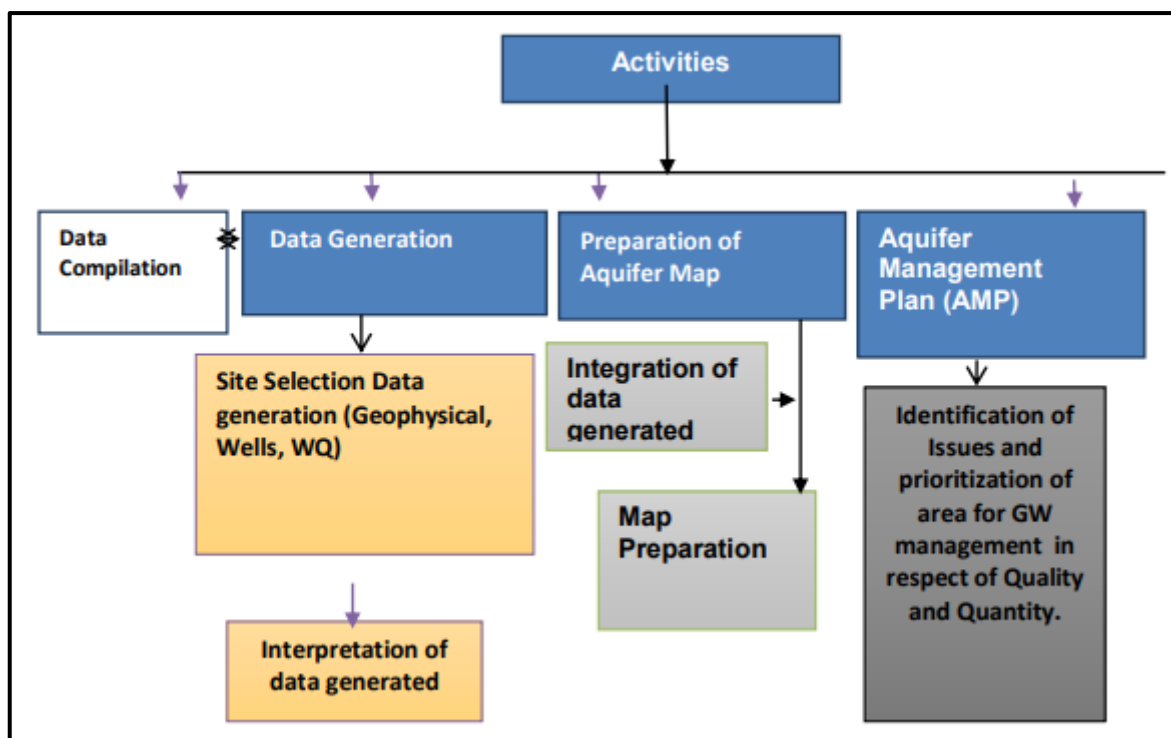 Activities
Data
Compilation
Data Generation
Preparation of
Aquifer Map
Aquifer
Management
Plan (AMP)
Site Selection Data
generation (Geophysical,
Wells, WQ)
Integration of
data
generated
Identification of
Issues and
prioritization of
area for GW
management in
respect of Quality
and Quantity.
Map
Preparation
Interpretation of
data generated